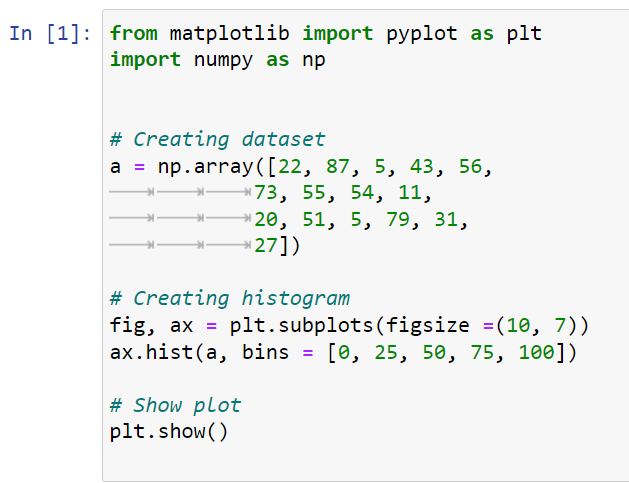 In [1]: from matplotlib import pyplot as plt
import numpy as np
# Creating dataset
a = np.array([22, 87, 5, 43, 56,
73, 55, 54, 11,
20, 51, 5, 79, 31,
27])
# Creating histogram
fig, ax = plt.subplots(figsize =(10, 7))
ax.hist(a, bins = [0, 25, 50, 75, 100])
# Show plot
plt.show()